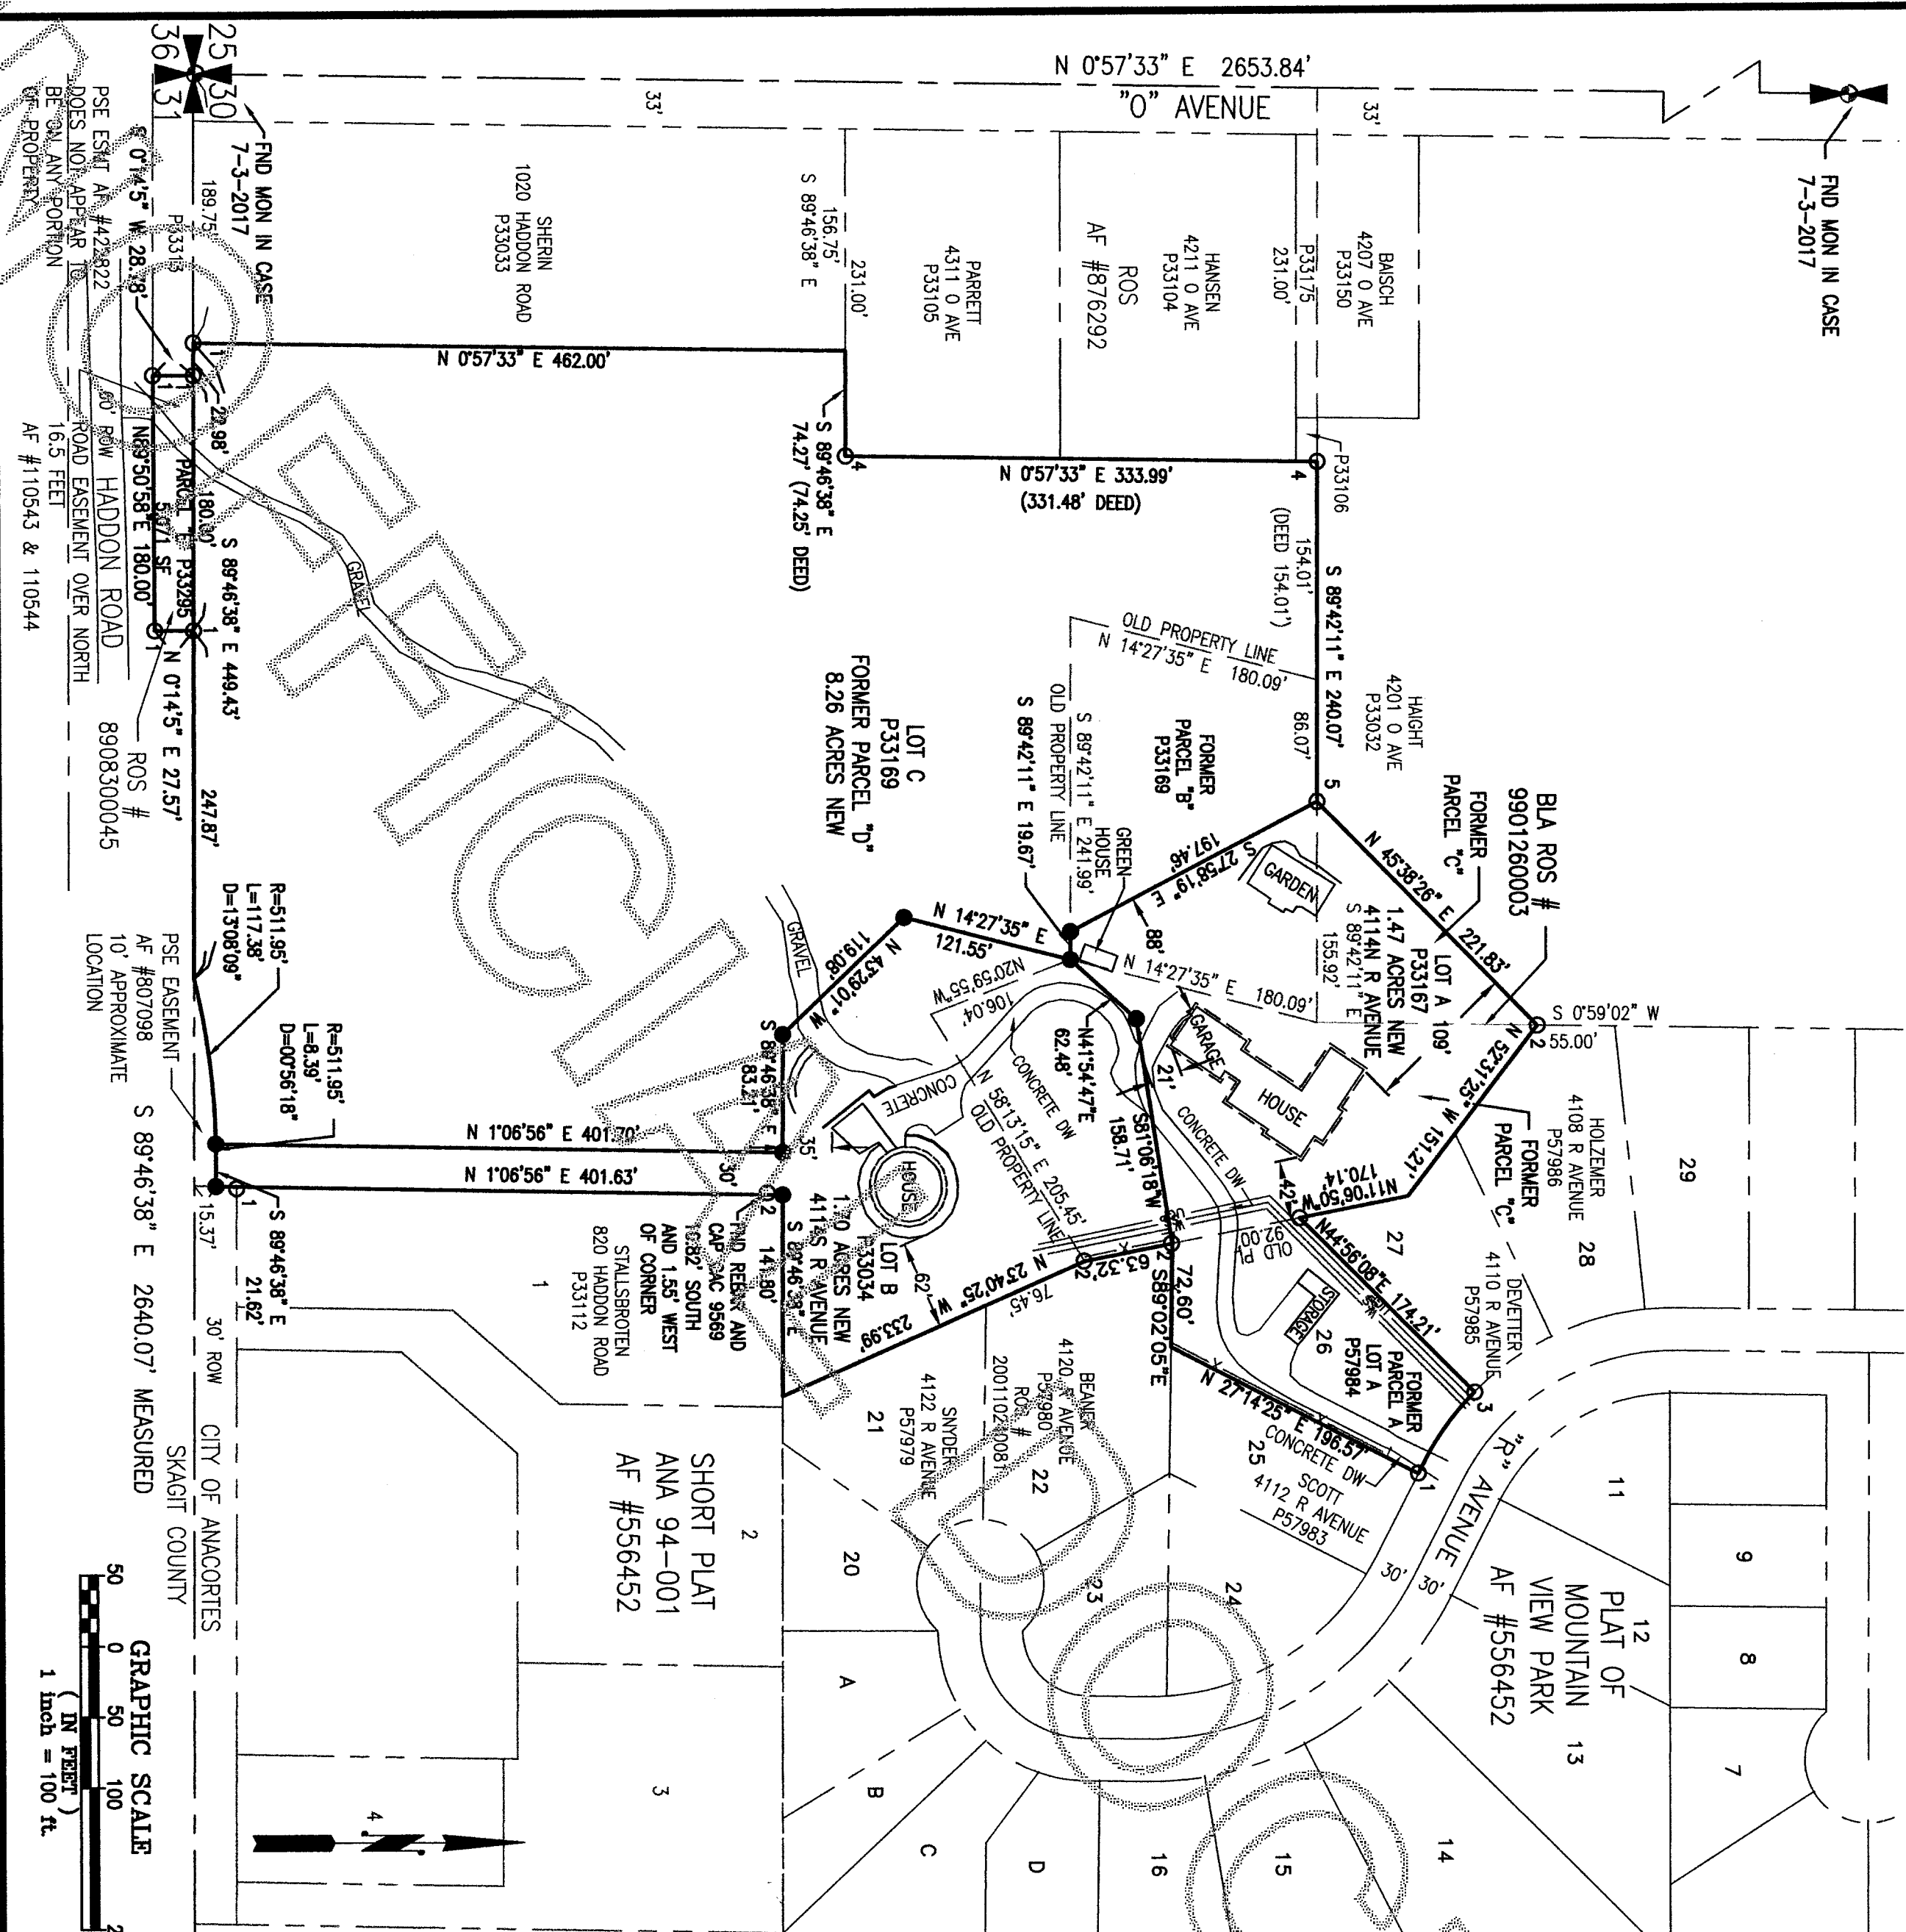 N 0°57'33" E 2653.84'
"O" AVENUE
33'
33'
FND MON IN CASE
7-3-2017
25
30
36
31
FND MON IN CASE
7-3-2017
189.75'
P33313
S 0°14'5" W 28.78'
PSE ESMT AF #422822
DOES NOT APPEAR TO
BE ON ANY PORTION
OF PROPERTY
SHERIN
1020 HADDON ROAD
P33033
156.75'
S 89°46'38" E
231.00'
PARRETT
4311 O AVE
P33105
ROS
AF #876292
HANSEN
4211 O AVE
P33104
P33175
231.00'
BAISCH
4207 O AVE
P33150
N 0°57'33" E 462.00'
S 89°46'38" E
74.27' (74.25' DEED)
4
N 0°57'33" E 333.99'
(331.48' DEED)
4
P33106
154.01'
(DEED 154.01')
S 89°42'11" E 240.07'
86.07'
5
HAIGHT
4201 O AVE
P33032
OLD PROPERTY LINE
N 14°27'35" E 180.09'
FORMER
PARCEL "B"
P33169
S 89°42'11" E 241.99'
OLD PROPERTY LINE
S 89°42'11" E 19.67'
GREEN
HOUSE
S 27°58'19" E
197.46'
88'
GARDEN
BLA ROS #
9901260003
FORMER
PARCEL "C"
N 45°38'26" E 221.83'
LOT A
P33167
1.47 ACRES NEW
4114N R AVENUE
109'
S 89°42'11" E
155.92'
S 0°59'02" W
55.00'
2
N 52°31'25" W 151.21'
FORMER
PARCEL "C"
N11°06'50"W
170.14'
HOLZEMER
4108 R AVENUE
P57986
28
29
27
DEVETTER
4110 R AVENUE
P57985
N 14°27'35" E 180.09'
GARAGE
HOUSE
21'
42'
CONCRETE DW
N 14°27'35" E
121.55'
N20°59'55"W
106.04'
N41°54'47"E
62.48'
S81°06'18"W
158.71'
N 43°29'01" W
119.08'
GRAVEL
CONCRETE
CONCRETE DW
N 58°13'15" E 205.45'
OLD PROPERTY LINE
HOUSE
35'
OLD PL
92.00
N44°56'08"E 174.21'
STORAGE
26
FORMER
PARCEL A
LOT A
P57984
3
1
2
63.32'
2
72.60'
S89°02'05"E
N 27°14'25" E 196.57'
CONCRETE DW
25
SCOTT
4112 R AVENUE
P57983
"R" AVENUE
30'
30'
LOT C
P33169
FORMER PARCEL "D"
8.26 ACRES NEW
GRAVEL
1
22.98'
180.00'
S 89°46'38" E 449.43'
PARCEL "E" P33295
5071 SF
N89°50'58"E 180.00'
60' ROW HADDON ROAD
ROAD EASEMENT OVER NORTH
16.5 FEET
AF #110543 & 110544
1
1
N 0°14'5" E 27.57'
ROS #
8908300045
247.87'
R=511.95'
L=117.38'
D=13°08'09"
R=511.95'
L=8.39'
D=00°56'18"
PSE EASEMENT
AF #807098
10' APPROXIMATE
LOCATION
S 89°46'38" E 2640.07' MEASURED
S 89°46'38" E
83.21'
N 1°06'56" E 401.70'
N 1°06'56" E 401.63'
30'
2
FND REBAR AND
CAP SAC 9569
0.82' SOUTH
AND 1.55' WEST
OF CORNER
S 89°46'38" E
141.80'
S 89°46'38" E
21.62'
15.37'
1
LOT B
P33034
1.70 ACRES NEW
4114S R AVENUE
62'
N 23°40'25" W
233.99'
76.45'
STALLSBROTEN
820 HADDON ROAD
P33112
1
BEANER
4120 R AVENUE
P57980
ROS #
200110240081
22
SNYDER
4122 R AVENUE
P57979
21
20
23
24
30' ROW CITY OF ANACORTES
SKAGIT COUNTY
SHORT PLAT
ANA 94-001
AF #556452
2
3
4
A
B
C
D
16
15
14
13
12
PLAT OF
MOUNTAIN
VIEW PARK
AF #556452
11
9
8
7
GRAPHIC SCALE
50 0 50 100
( IN FEET )
1 inch = 100 ft.